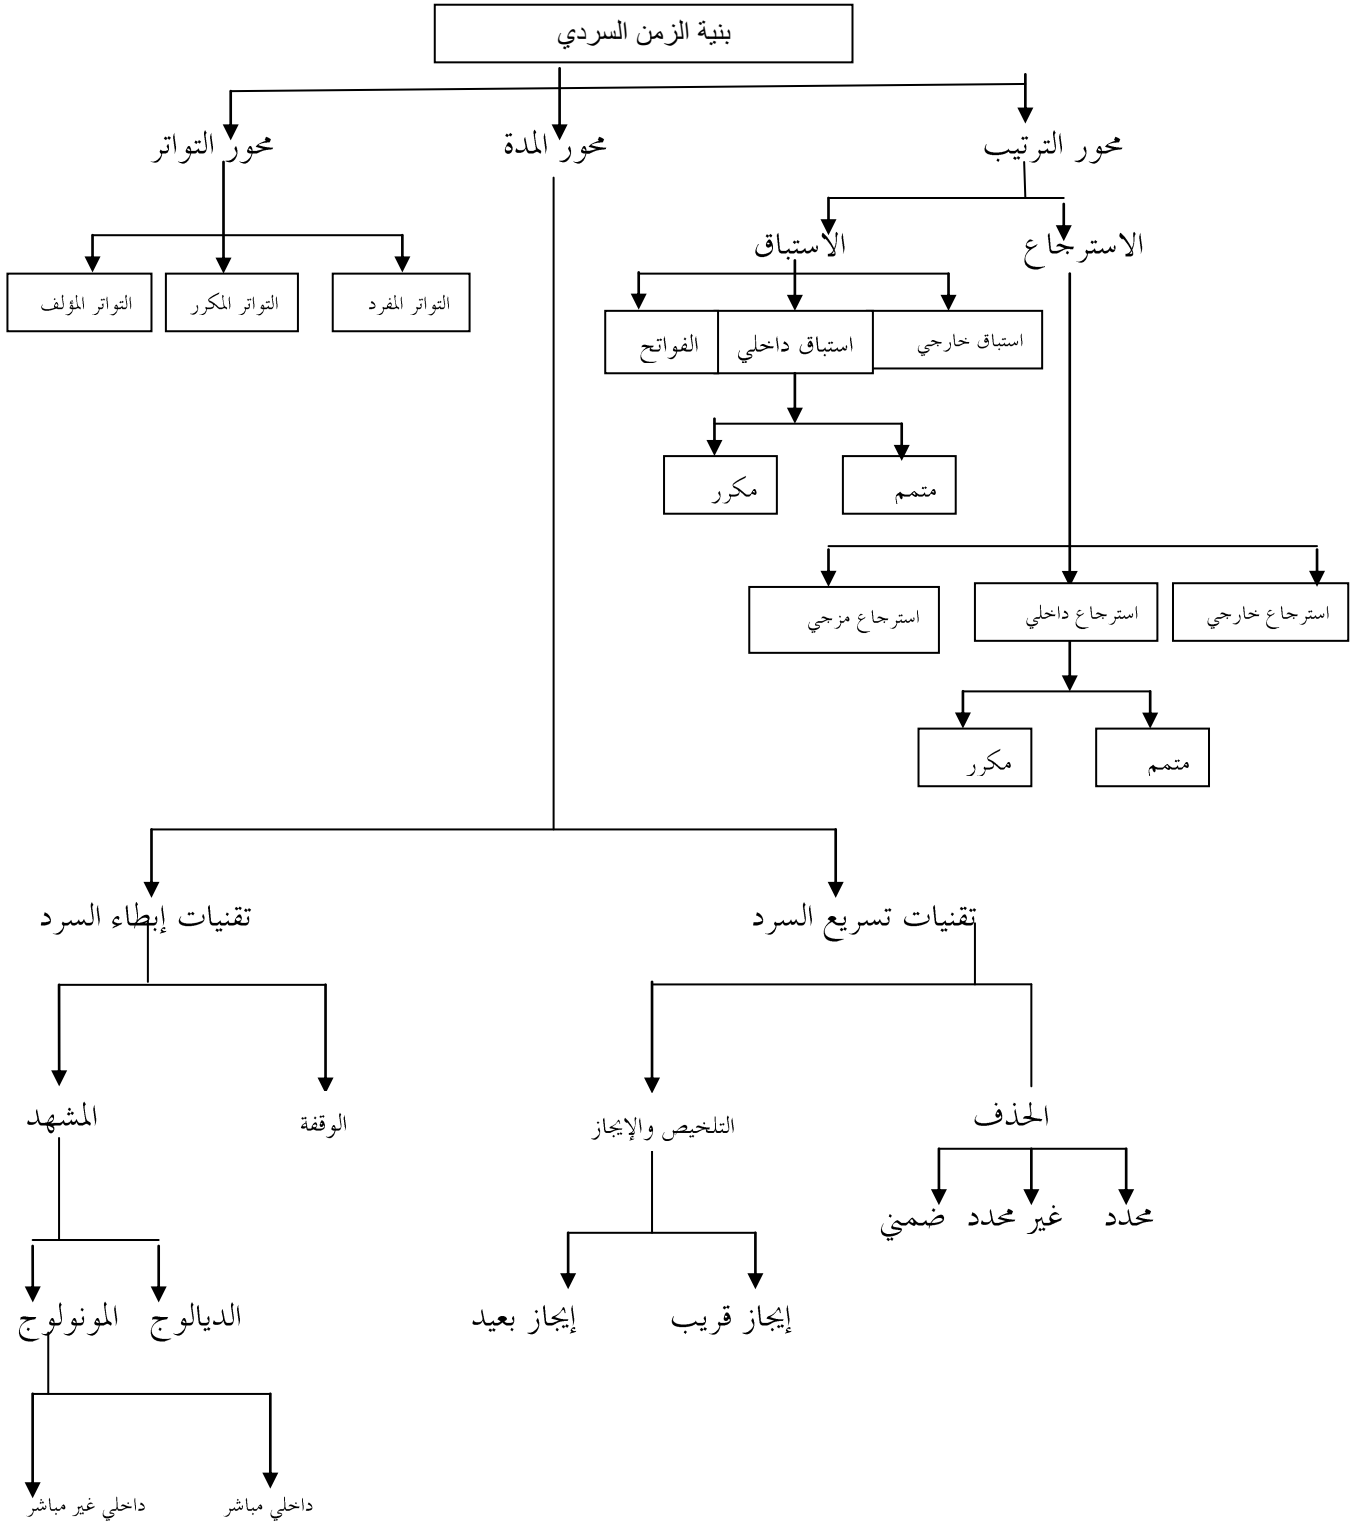 بنية الزمن السردي
محور الترتيب
محور المدة
محور التواتر
الاسترجاع
الاستباق
التواتر المفرد
التواتر المكرر
التواتر المؤلف
استباق خارجي
استباق داخلي
الفواتح
متمم
مكرر
استرجاع خارجي
استرجاع داخلي
استرجاع مزجي
متمم
مكرر
تقنيات تسريع السرد
تقنيات إبطاء السرد
الحذف
التلخيص والإيجاز
الوقفة
المشهد
محدد
غير محدد
ضمني
إيجاز قريب
إيجاز بعيد
الديالوج
المونولوج
داخلي مباشر
داخلي غير مباشر